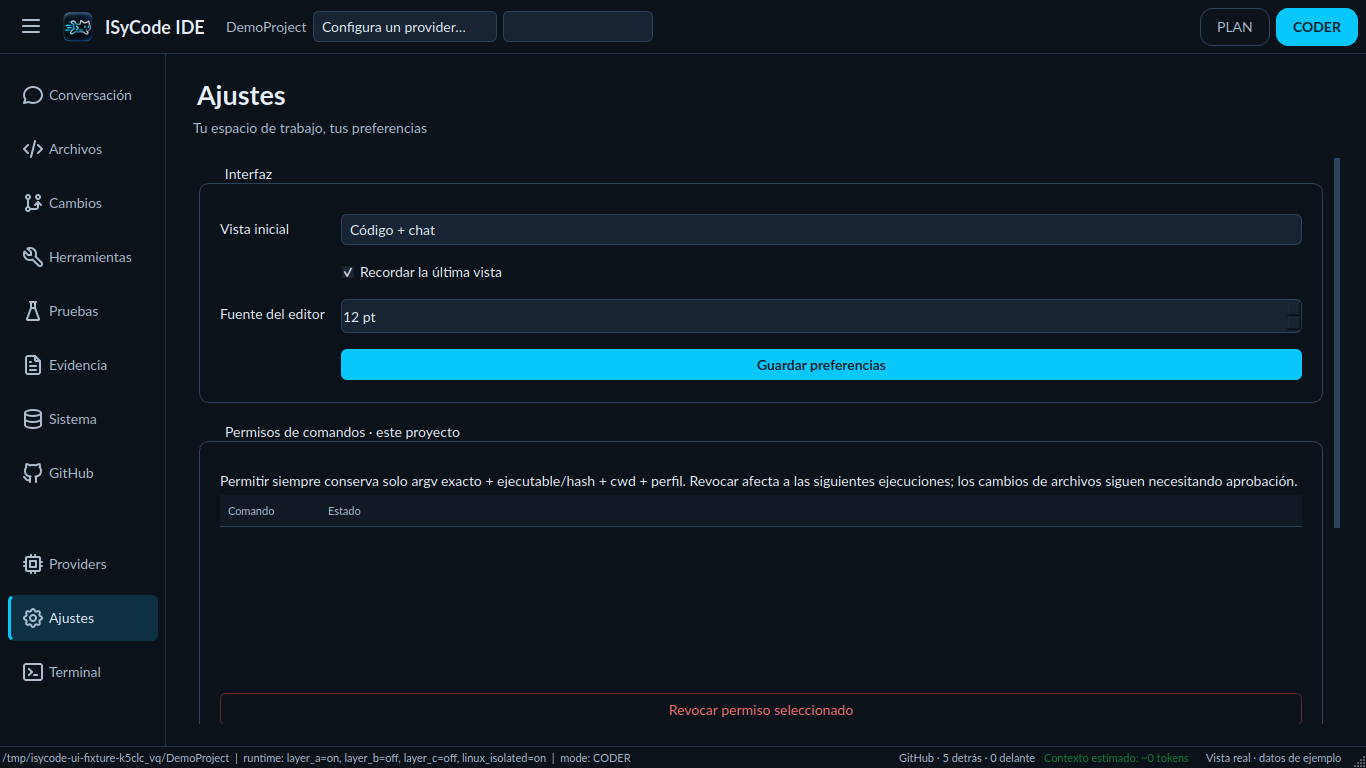 ISyCode IDE
DemoProject
Configura un provider...
PLAN
CODER
Conversación
Archivos
Cambios
Herramientas
Pruebas
Evidencia
Sistema
GitHub
Providers
Ajustes
Terminal
Ajustes
Tu espacio de trabajo, tus preferencias
Interfaz
Vista inicial
Código + chat
Recordar la última vista
Fuente del editor
12 pt
Guardar preferencias
Permisos de comandos · este proyecto
Permitir siempre conserva solo argv exacto + ejecutable/hash + cwd + perfil. Revocar afecta a las siguientes ejecuciones; los cambios de archivos siguen necesitando aprobación.
Comando
Estado
Revocar permiso seleccionado
/tmp/isycode-ui-fixture-k5clc_vq/DemoProject | runtime: layer_a=on, layer_b=off, layer_c=off, linux_isolated=on | mode: CODER
GitHub · 5 detrás · 0 delante
Contexto estimado: ~0 tokens
Vista real · datos de ejemplo